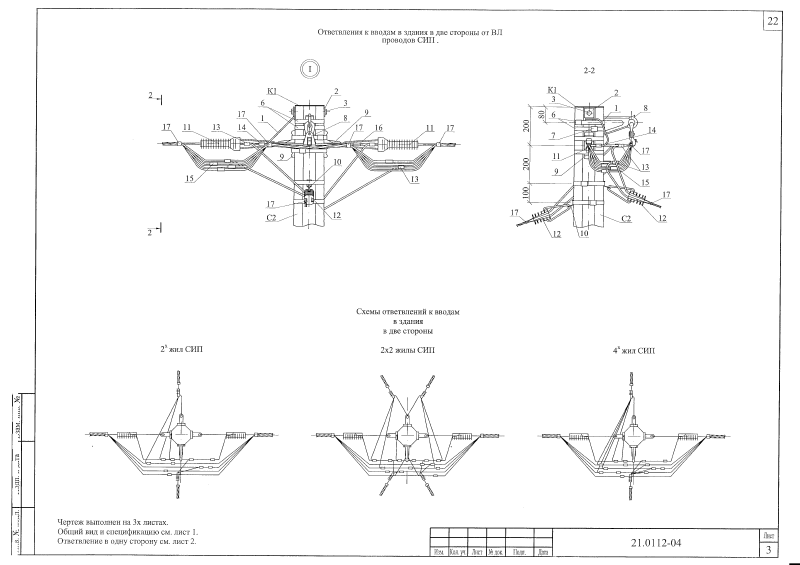 22
Ответвления к вводам в здания в две стороны от ВЛ
проводов СИП .
I
2-2
К1
2
6
3
17
1
9
8
17
11
13
14
17
16
11
17
9
10
15
13
17
12
С2
2
2
К1
2
3
6
1
8
80
200
7
14
11
17
9
13
200
15
17
100
17
12
12
10
С2
Схемы ответвлений к вводам
в здания
в две стороны
2х жил СИП
2х2 жилы СИП
4х жил СИП
Чертеж выполнен на 3х листах.
Общий вид и спецификацию см. лист 1.
Ответвление в одну сторону см. лист 2.
Изм.
Кол. уч
Лист
№ док.
Подп.
Дата
21.0112-04
Лист
3